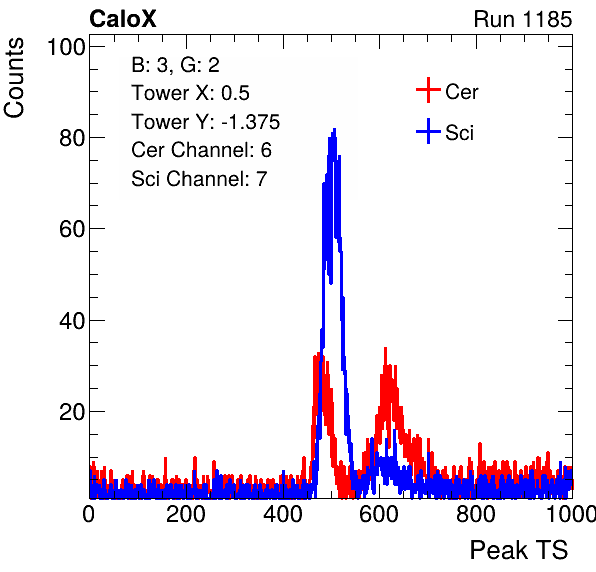 CaloX Run 1185
Counts
B: 3, G: 2
Tower X: 0.5
Tower Y: -1.375
Cer Channel: 6
Sci Channel: 7
Cer
Sci
100
80
60
40
20
0 200 400 600 800 1000
Peak TS